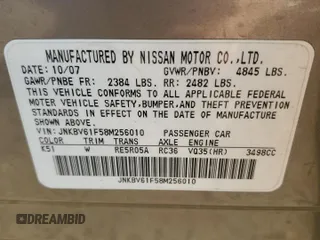 MANUFACTURED BY NISSAN MOTOR CO.,LTD.
DATE: 10/07 GVWR/PNBV: 4845 LBS.
GAWR/PNBE FR: 2384 LBS. RR: 2482 LBS.
THIS VEHICLE CONFORMS TO ALL APPLICABLE FEDERAL
MOTOR VEHICLE SAFETY, BUMPER, AND THEFT PREVENTION
STANDARDS IN EFFECT ON THE DATE OF MANUFACTURE
SHOWN ABOVE.
VIN: JNKBV61F58M256010 PASSENGER CAR
COLOR TRIM TRANS AXLE ENGINE
K51 W RE5R05A RC36 VQ35(HR) 3498CC
JNKBV61F58M256010
© DREAMBID